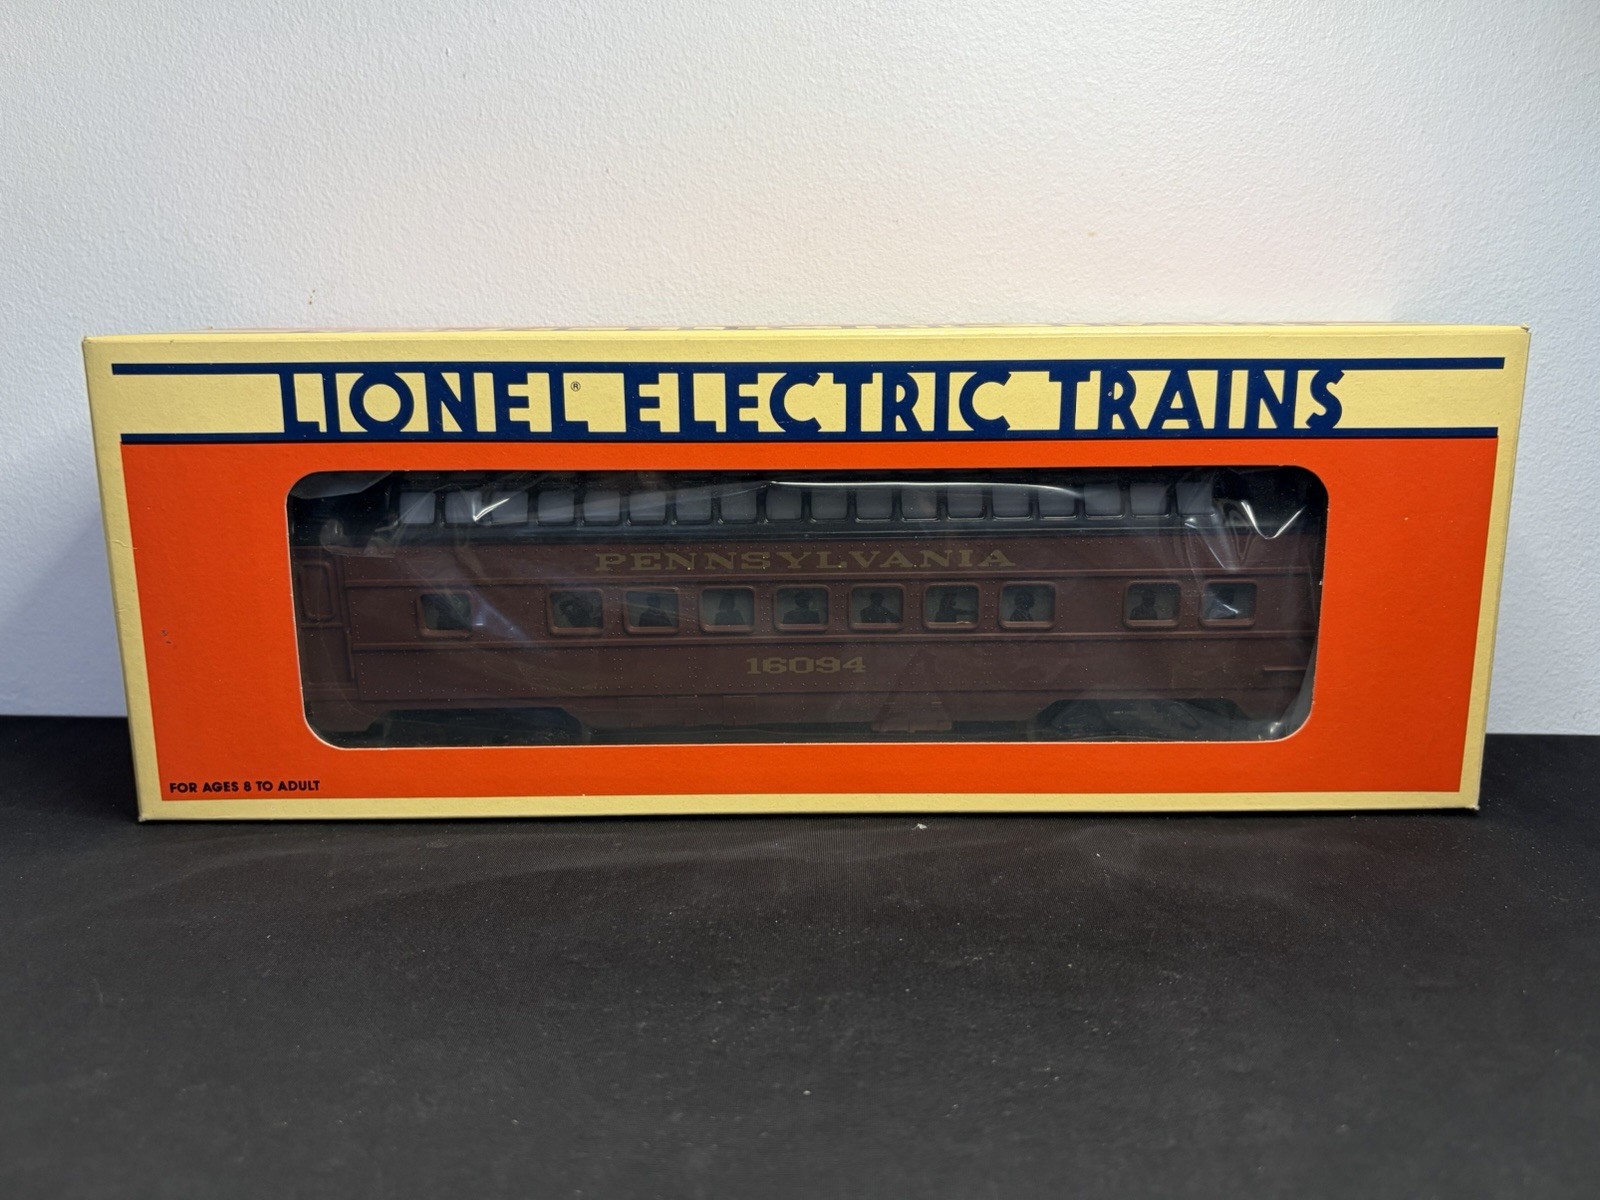 LIONEL® ELECTRIC TRAINS
PENNSYLVANIA
16094
FOR AGES 8 TO ADULT